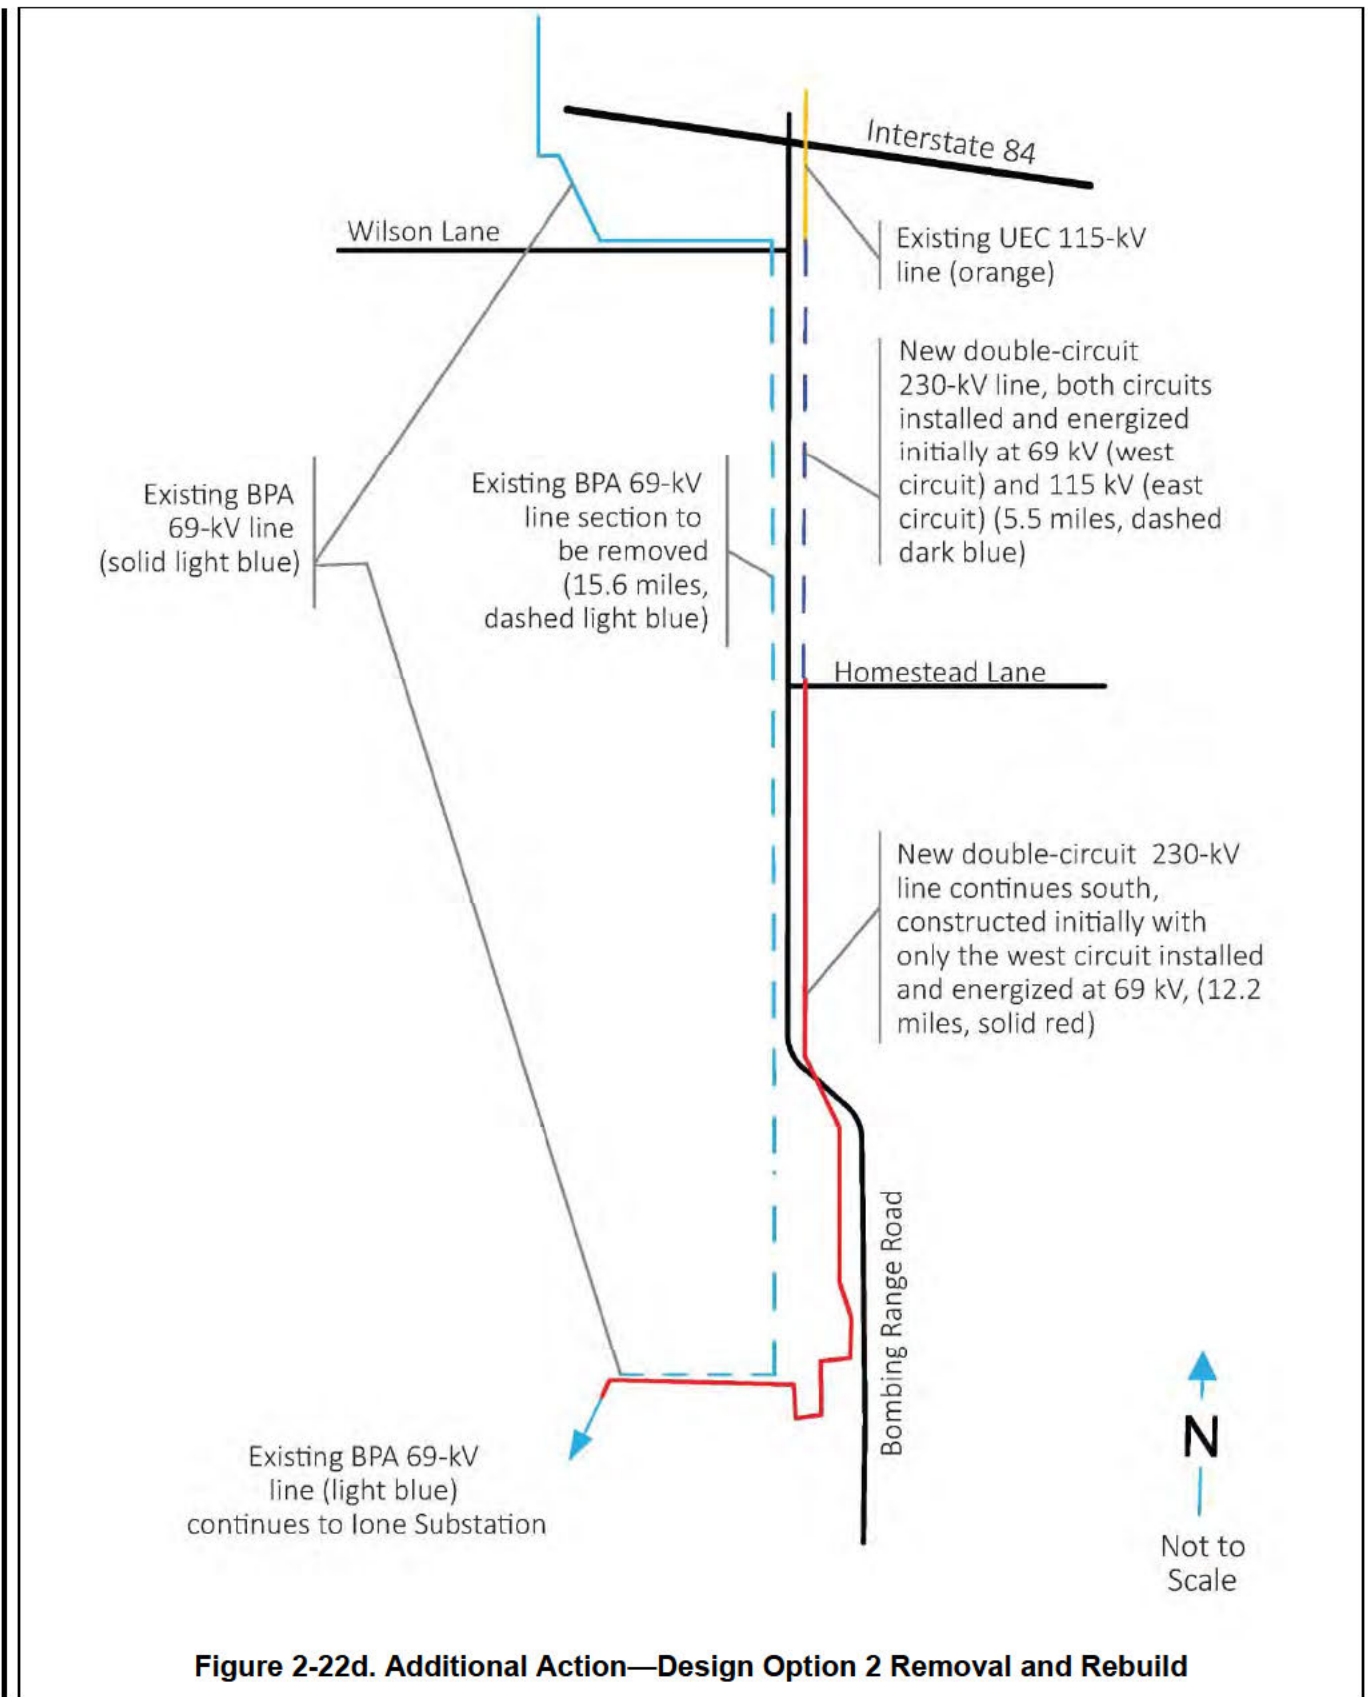 Interstate 84
Wilson Lane
Existing UEC 115-kV
line (orange)
New double-circuit
230-kV line, both circuits
installed and energized
initially at 69 kV (west
circuit) and 115 kV (east
circuit) (5.5 miles, dashed
dark blue)
Existing BPA
69-kV line
(solid light blue)
Existing BPA 69-kV
line section to
be removed
(15.6 miles,
dashed light blue)
Homestead Lane
New double-circuit 230-kV
line continues south,
constructed initially with
only the west circuit installed
and energized at 69 kV, (12.2
miles, solid red)
Bombing Range Road
Existing BPA 69-kV
line (light blue)
continues to Ione Substation
N
Not to
Scale
Figure 2-22d. Additional Action—Design Option 2 Removal and Rebuild